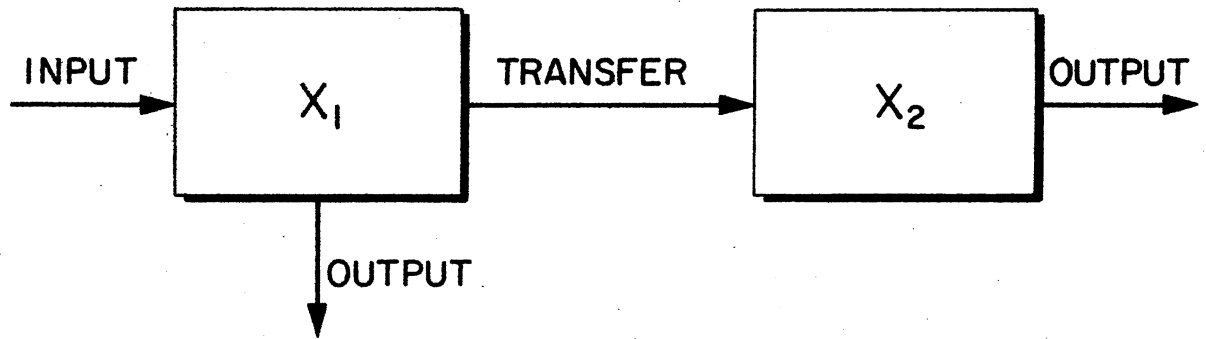 INPUT
X₁
TRANSFER
X₂
OUTPUT
OUTPUT